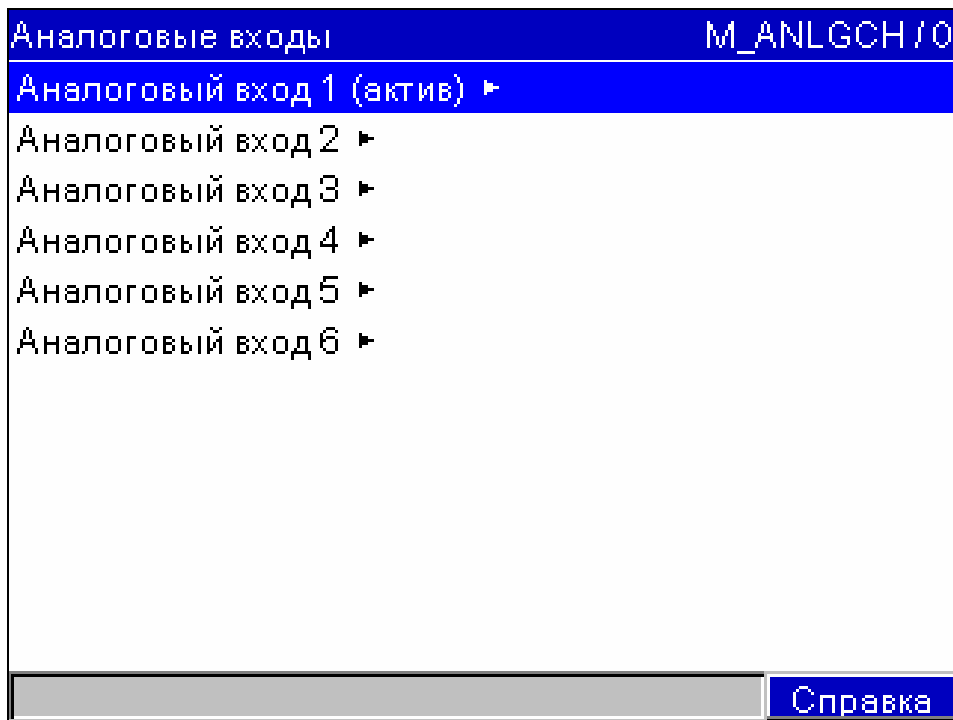 Аналоговые входы M_ANLGCH / 0
Аналоговый вход 1 (актив) ►
Аналоговый вход 2 ►
Аналоговый вход 3 ►
Аналоговый вход 4 ►
Аналоговый вход 5 ►
Аналоговый вход 6 ►
Справка